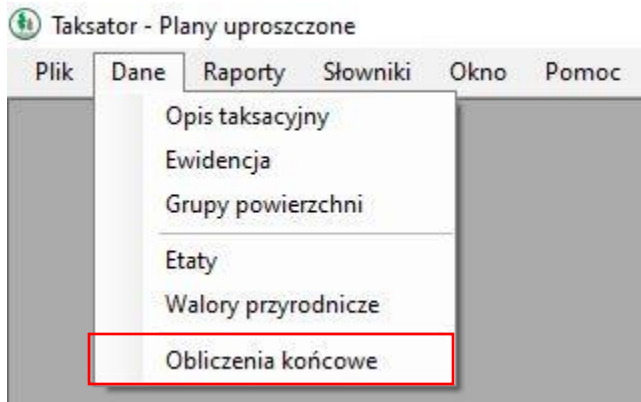 Taksator - Plany uproszczone
Plik Dane Raporty Słowniki Okno Pomoc
Opis taksacyjny
Ewidencja
Grupy powierzchni
Etaty
Walory przyrodnicze
Obliczenia końcowe